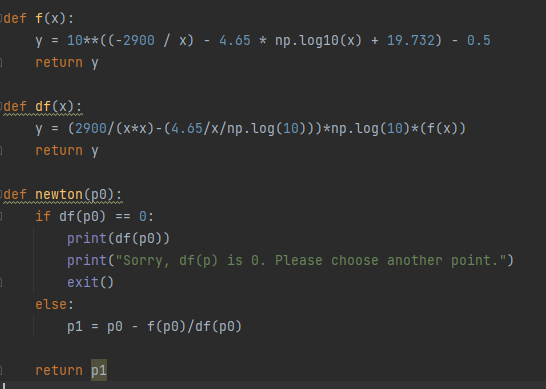 def f(x):
    y = 10**((-2900 / x) - 4.65 * np.log10(x) + 19.732) - 0.5
    return y
def df(x):
    y = (2900/(x*x)-(4.65/x/np.log(10)))*np.log(10)*(f(x))
    return y
def newton(p0):
    if df(p0) == 0:
        print(df(p0))
        print("Sorry, df(p) is 0. Please choose another point.")
        exit()
    else:
        p1 = p0 - f(p0)/df(p0)
    return p1